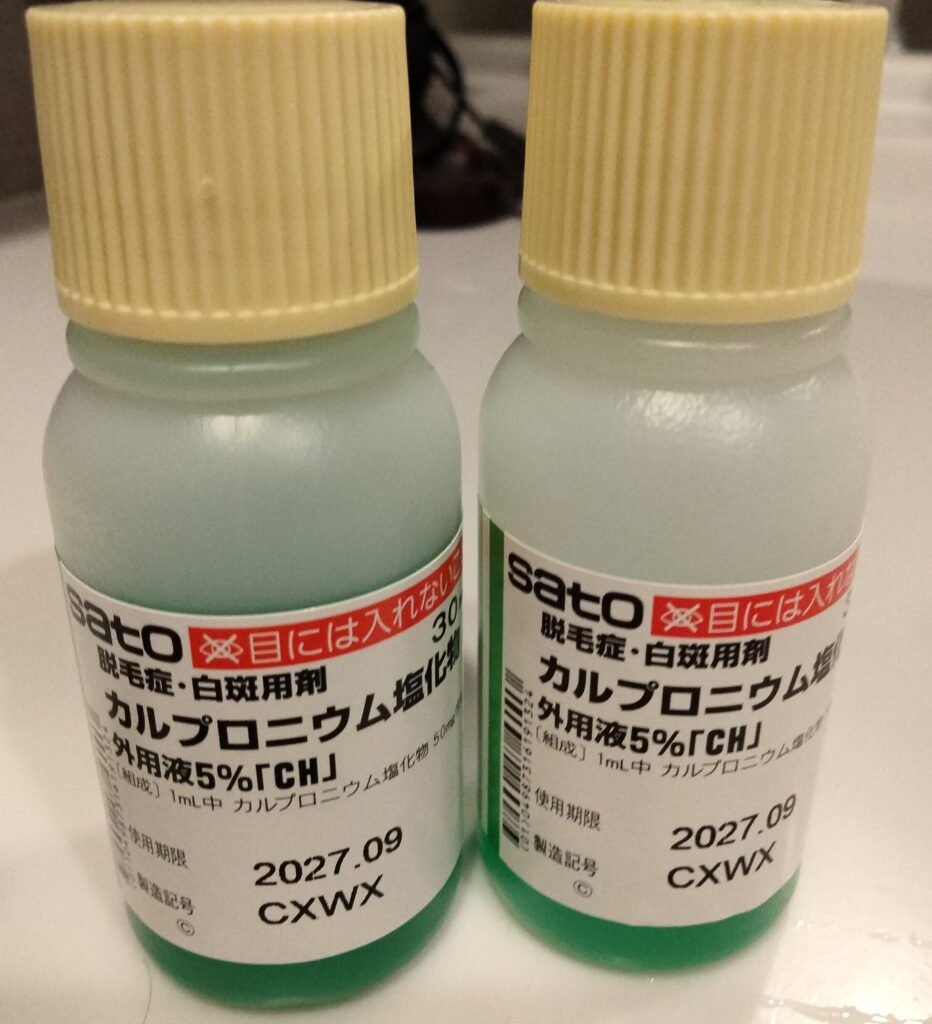 sato 目には入れない
30
脱毛症・白斑用剤
カルプロニウム塩化物
外用液5%「CH」
〔組成〕 1mL中 カルプロニウム塩化物 50mg
使用期限 2027.09
製造記号 CXWX
©
sato 目には入れ
脱毛症・白斑用剤
カルプロニウム塩
外用液5%「CH」
〔組成〕 1mL中 カルプロニウム塩化
使用期限 2027.09
製造記号 CXWX
©
(01)04987316191324